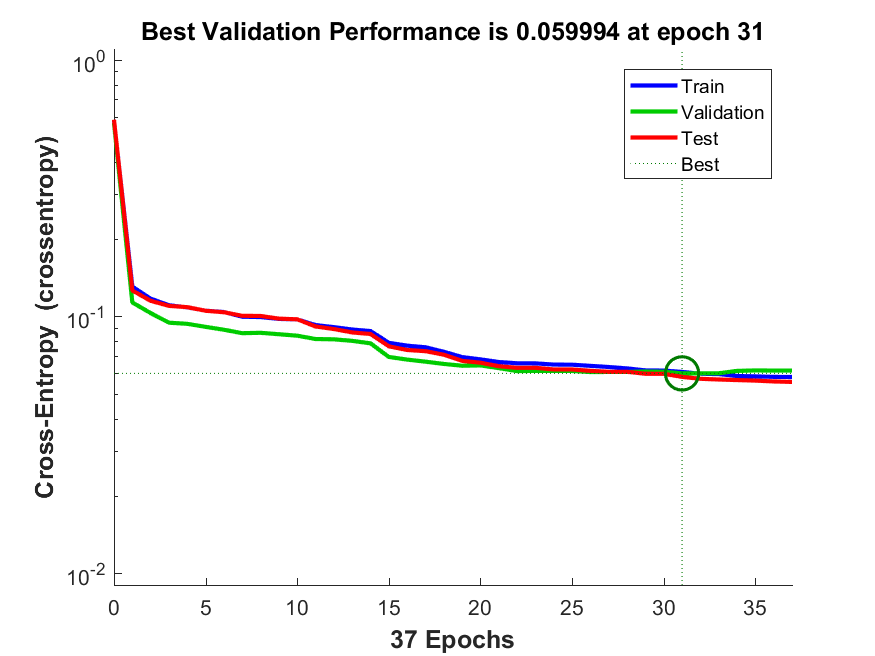 Best Validation Performance is 0.059994 at epoch 31
Cross-Entropy (crossentropy)
10^0
10^-1
10^-2
Train
Validation
Test
Best
0 5 10 15 20 25 30 35
37 Epochs